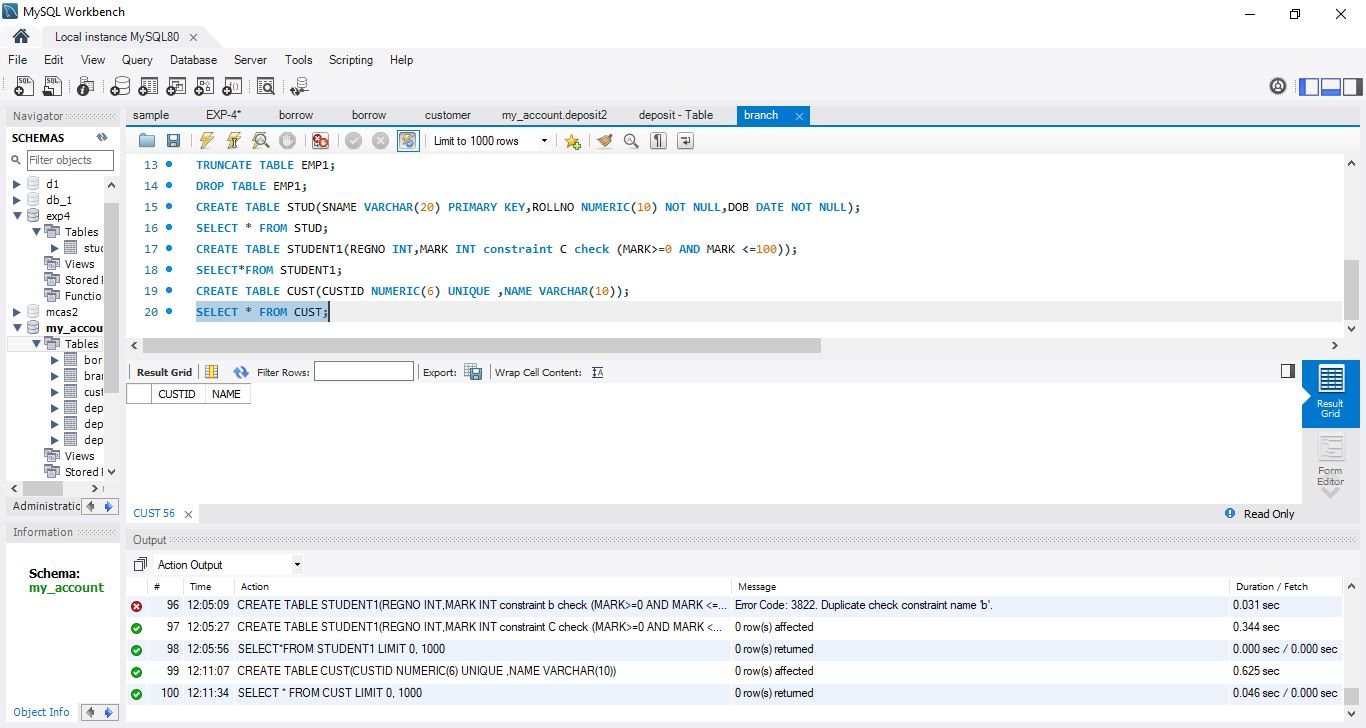 MySQL Workbench
Local instance MySQL80
File Edit View Query Database Server Tools Scripting Help
Navigator
SCHEMAS
Filter objects
d1
db_1
exp4
Tables
stuc
Views
Stored P
Functio
mcas2
my_accou
Tables
bor
bra
cust
dep
dep
dep
Views
Stored P
Administratic
Information
Schema:
my_account
Object Info
sample EXP-4* borrow borrow customer my_account.deposit2 deposit - Table branch
Limit to 1000 rows
13 TRUNCATE TABLE EMP1;
14 DROP TABLE EMP1;
15 CREATE TABLE STUD(SNAME VARCHAR(20) PRIMARY KEY,ROLLNO NUMERIC(10) NOT NULL,DOB DATE NOT NULL);
16 SELECT * FROM STUD;
17 CREATE TABLE STUDENT1(REGNO INT,MARK INT constraint C check (MARK>=0 AND MARK <=100));
18 SELECT*FROM STUDENT1;
19 CREATE TABLE CUST(CUSTID NUMERIC(6) UNIQUE ,NAME VARCHAR(10));
20 SELECT * FROM CUST;
Result Grid Filter Rows: Export: Wrap Cell Content:
CUSTID NAME
Result
Grid
Form
Editor
CUST 56
Read Only
Output
Action Output
# Time Action Message Duration / Fetch
96 12:05:09 CREATE TABLE STUDENT1(REGNO INT,MARK INT constraint b check (MARK>=0 AND MARK <=... Error Code: 3822. Duplicate check constraint name 'b'. 0.031 sec
97 12:05:27 CREATE TABLE STUDENT1(REGNO INT,MARK INT constraint C check (MARK>=0 AND MARK <... 0 row(s) affected 0.344 sec
98 12:05:56 SELECT*FROM STUDENT1 LIMIT 0, 1000 0 row(s) returned 0.000 sec / 0.000 sec
99 12:11:07 CREATE TABLE CUST(CUSTID NUMERIC(6) UNIQUE ,NAME VARCHAR(10)) 0 row(s) affected 0.625 sec
100 12:11:34 SELECT * FROM CUST LIMIT 0, 1000 0 row(s) returned 0.046 sec / 0.000 sec